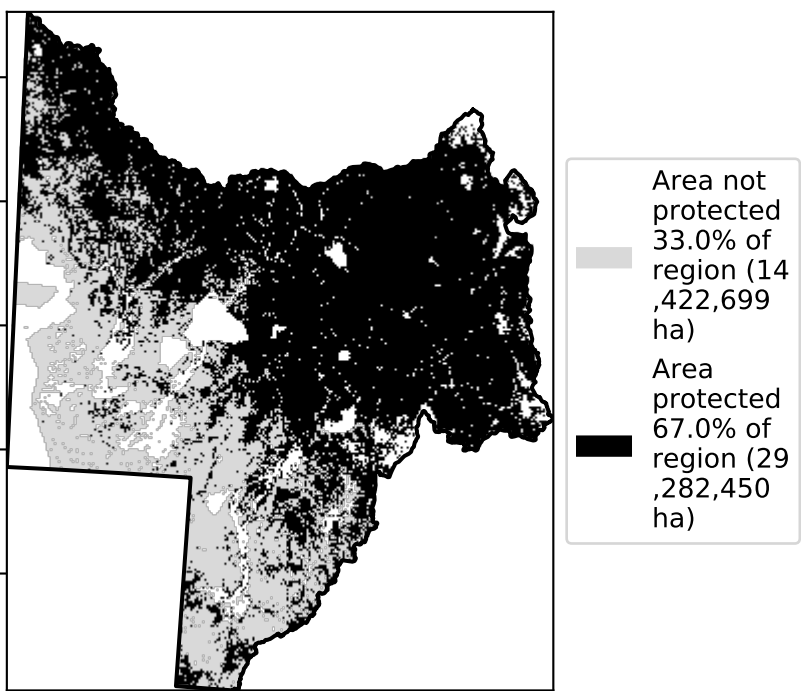 Area not
protected
33.0% of
region (14
,422,699
ha)
Area
protected
67.0% of
region (29
,282,450
ha)